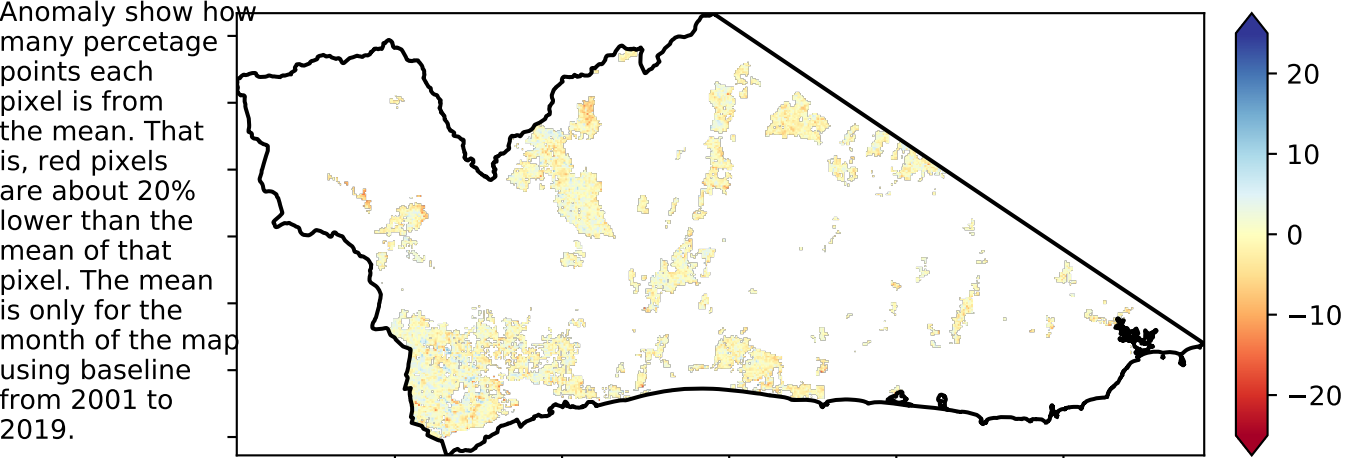 Anomaly show how
many percetage
points each
pixel is from
the mean. That
is, red pixels
are about 20%
lower than the
mean of that
pixel. The mean
is only for the
month of the map
using baseline
from 2001 to
2019.
20
10
0
−10
−20